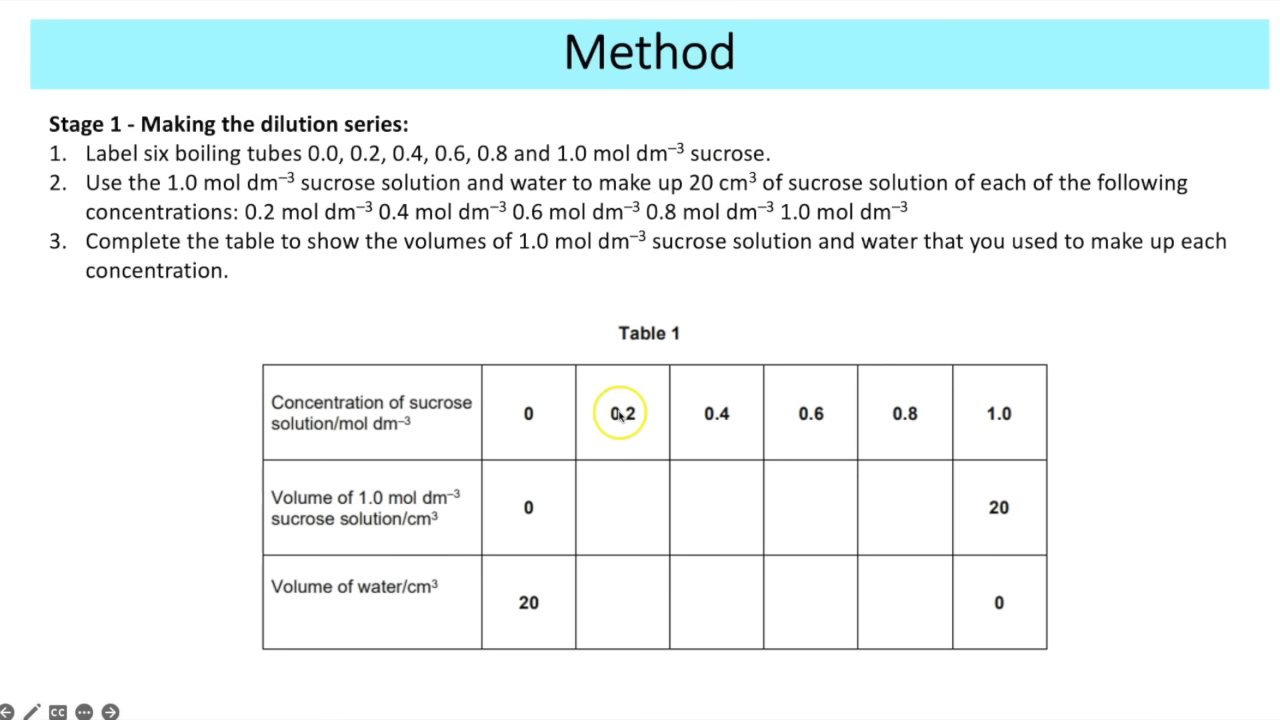 Method
Stage 1 - Making the dilution series:
1. Label six boiling tubes 0.0, 0.2, 0.4, 0.6, 0.8 and 1.0 mol dm⁻³ sucrose.
2. Use the 1.0 mol dm⁻³ sucrose solution and water to make up 20 cm³ of sucrose solution of each of the following
concentrations: 0.2 mol dm⁻³ 0.4 mol dm⁻³ 0.6 mol dm⁻³ 0.8 mol dm⁻³ 1.0 mol dm⁻³
3. Complete the table to show the volumes of 1.0 mol dm⁻³ sucrose solution and water that you used to make up each
concentration.
Table 1
Concentration of sucrose
solution/mol dm⁻³ 0 0.2 0.4 0.6 0.8 1.0
Volume of 1.0 mol dm⁻³
sucrose solution/cm³ 0 20
Volume of water/cm³ 20 0
CC